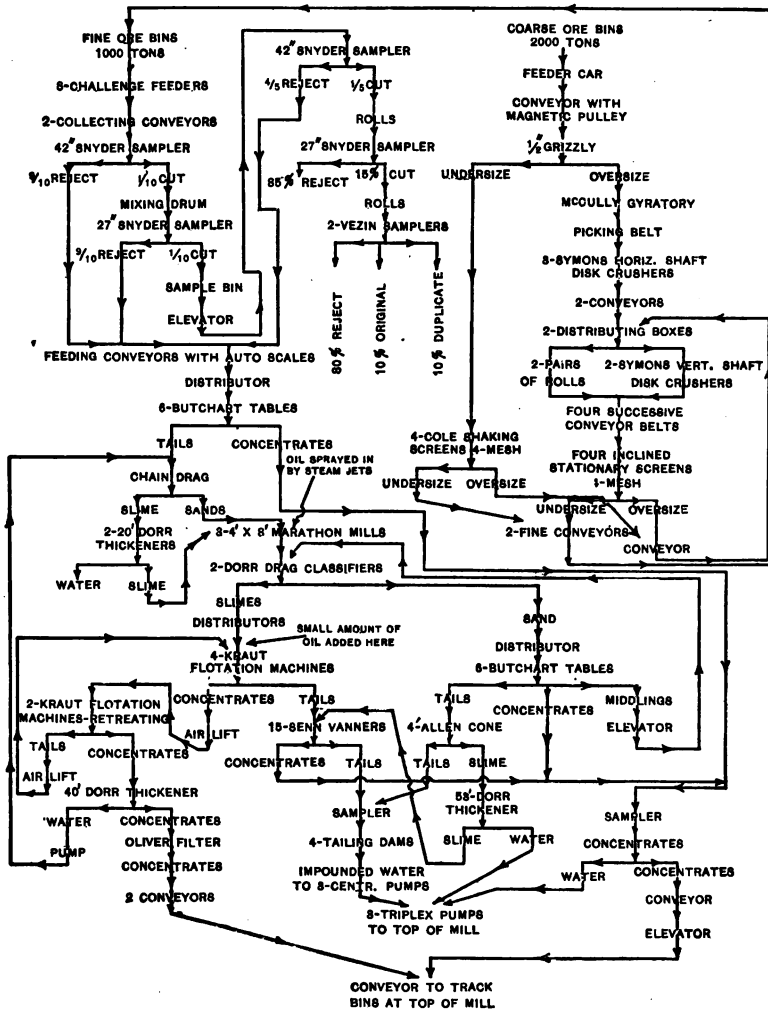 FINE ORE BINS
1000 TONS
8-CHALLENGE FEEDERS
2-COLLECTING CONVEYORS
42" SNYDER SAMPLER
9/10 REJECT
1/10 CUT
MIXING DRUM
27" SNYDER SAMPLER
9/10 REJECT
1/10 CUT
SAMPLE BIN
ELEVATOR
42" SNYDER SAMPLER
4/5 REJECT
1/5 CUT
ROLLS
27" SNYDER SAMPLER
85% REJECT
15% CUT
ROLLS
2-VEZIN SAMPLERS
80% REJECT
10% ORIGINAL
10% DUPLICATE
COARSE ORE BINS
2000 TONS
FEEDER CAR
CONVEYOR WITH
MAGNETIC PULLEY
1/2" GRIZZLY
UNDERSIZE
OVERSIZE
MCCULLY GYRATORY
PICKING BELT
3-SYMONS HORIZ. SHAFT
DISK CRUSHERS
2-CONVEYORS
2-DISTRIBUTING BOXES
2-PAIRS
OF ROLLS
2-SYMONS VERT. SHAFT
DISK CRUSHERS
FOUR SUCCESSIVE
CONVEYOR BELTS
FOUR INCLINED
STATIONARY SCREENS
-MESH
UNDERSIZE
OVERSIZE
4-COLE SHAKING
SCREENS 4-MESH
UNDERSIZE
OVERSIZE
2-FINE CONVEYORS
CONVEYOR
FEEDING CONVEYORS WITH AUTO SCALES
DISTRIBUTOR
6-BUTCHART TABLES
TAILS
CONCENTRATES
OIL SPRAYED IN
BY STEAM JETS
CHAIN DRAG
SLIME
SANDS
2-20' DORR
THICKENERS
3-4' X 8' MARATHON MILLS
WATER
SLIME
2-DORR DRAG CLASSIFIERS
SLIMES
DISTRIBUTORS
SMALL AMOUNT OF
OIL ADDED HERE
4-KRAUT
FLOTATION MACHINES
SAND
DISTRIBUTOR
6-BUTCHART TABLES
2-KRAUT FLOTATION
MACHINES-RETREATING
CONCENTRATES
TAILS
TAILS
CONCENTRATES
MIDDLINGS
AIR LIFT
15-SENN VANNERS
4'ALLEN CONE
ELEVATOR
TAILS
CONCENTRATES
CONCENTRATES
TAILS
TAILS
SLIME
AIR LIFT
40' DORR THICKENER
SAMPLER
53'-DORR
THICKENER
SAMPLER
WATER
CONCENTRATES
PUMP
OLIVER FILTER
4-TAILING DAMS
SLIME
WATER
CONCENTRATES
CONCENTRATES
IMPOUNDED WATER
TO 3-CENTR. PUMPS
WATER
CONCENTRATES
2 CONVEYORS
CONVEYOR
3-TRIPLEX PUMPS
TO TOP OF MILL
ELEVATOR
CONVEYOR TO TRACK
BINS AT TOP OF MILL